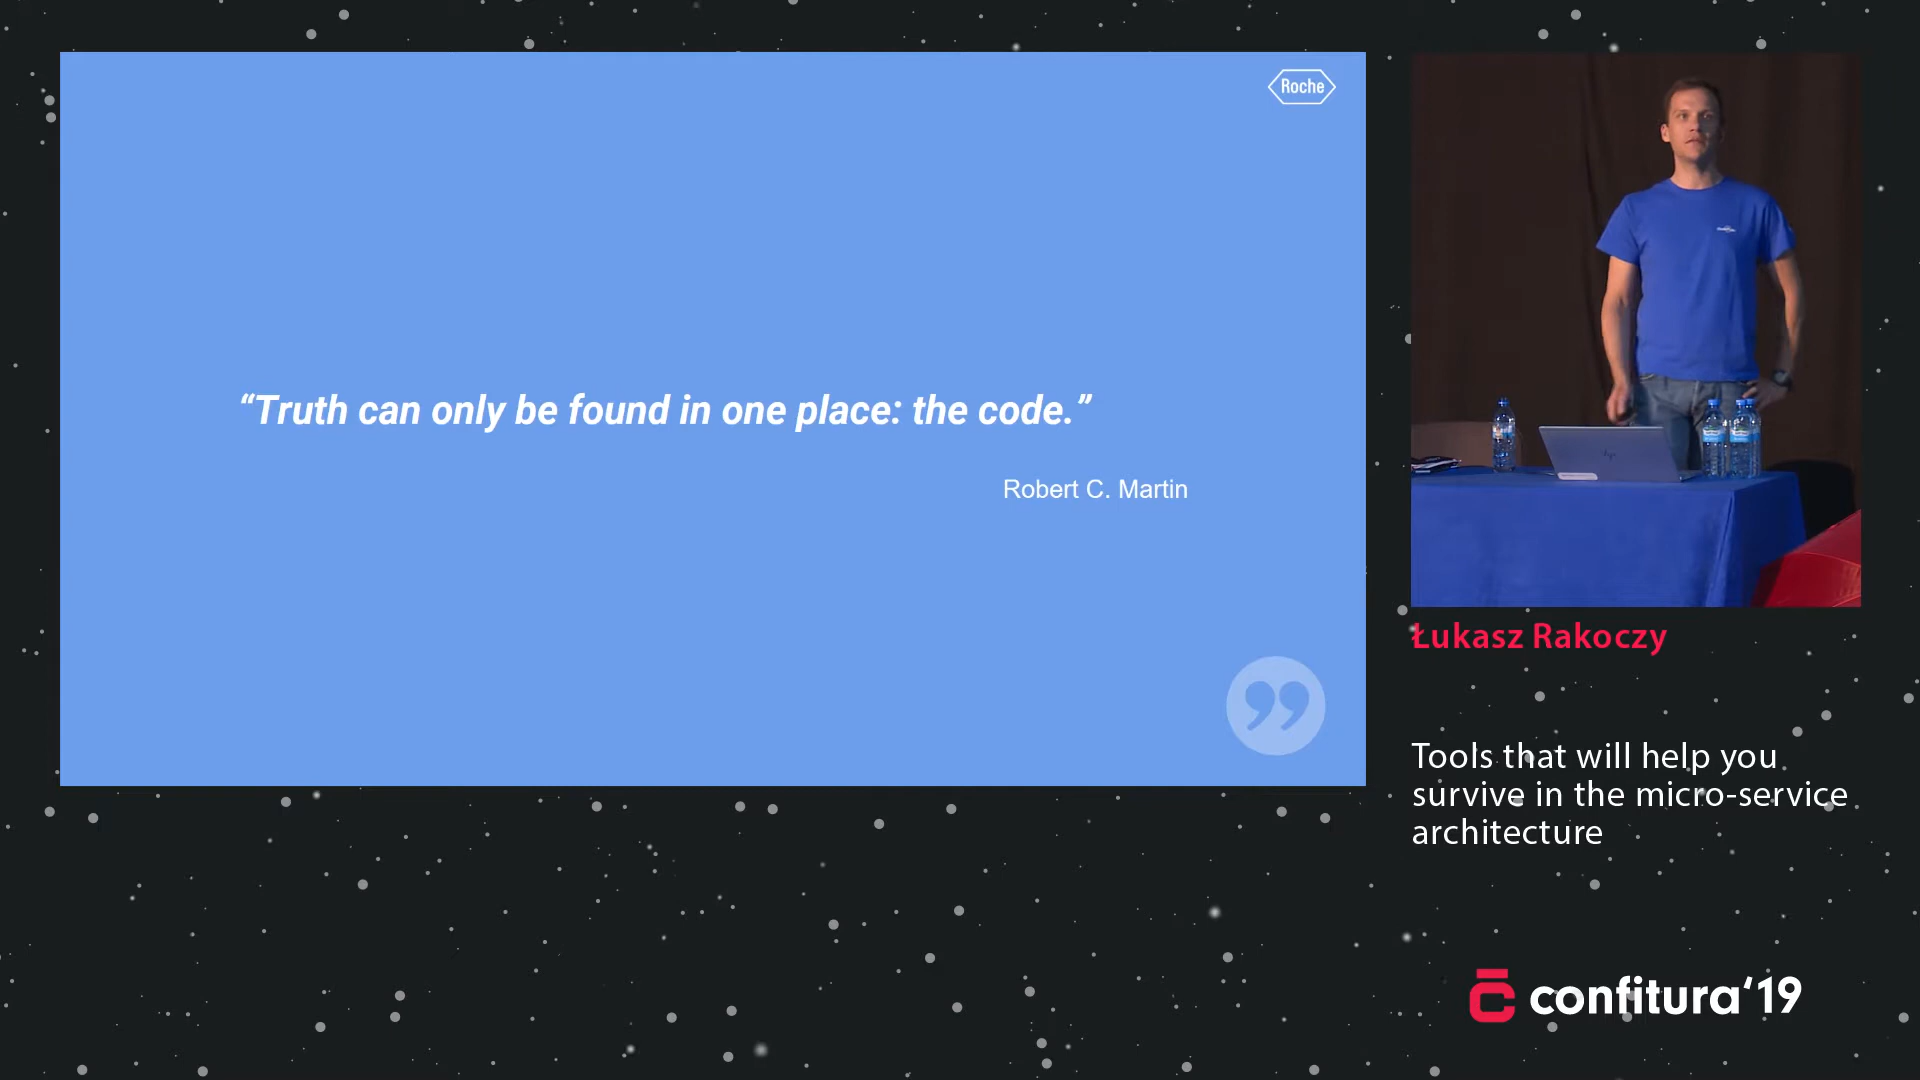 Roche
“Truth can only be found in one place: the code.”
Robert C. Martin
Łukasz Rakoczy
Tools that will help you
survive in the micro-service
architecture
confitura‘19